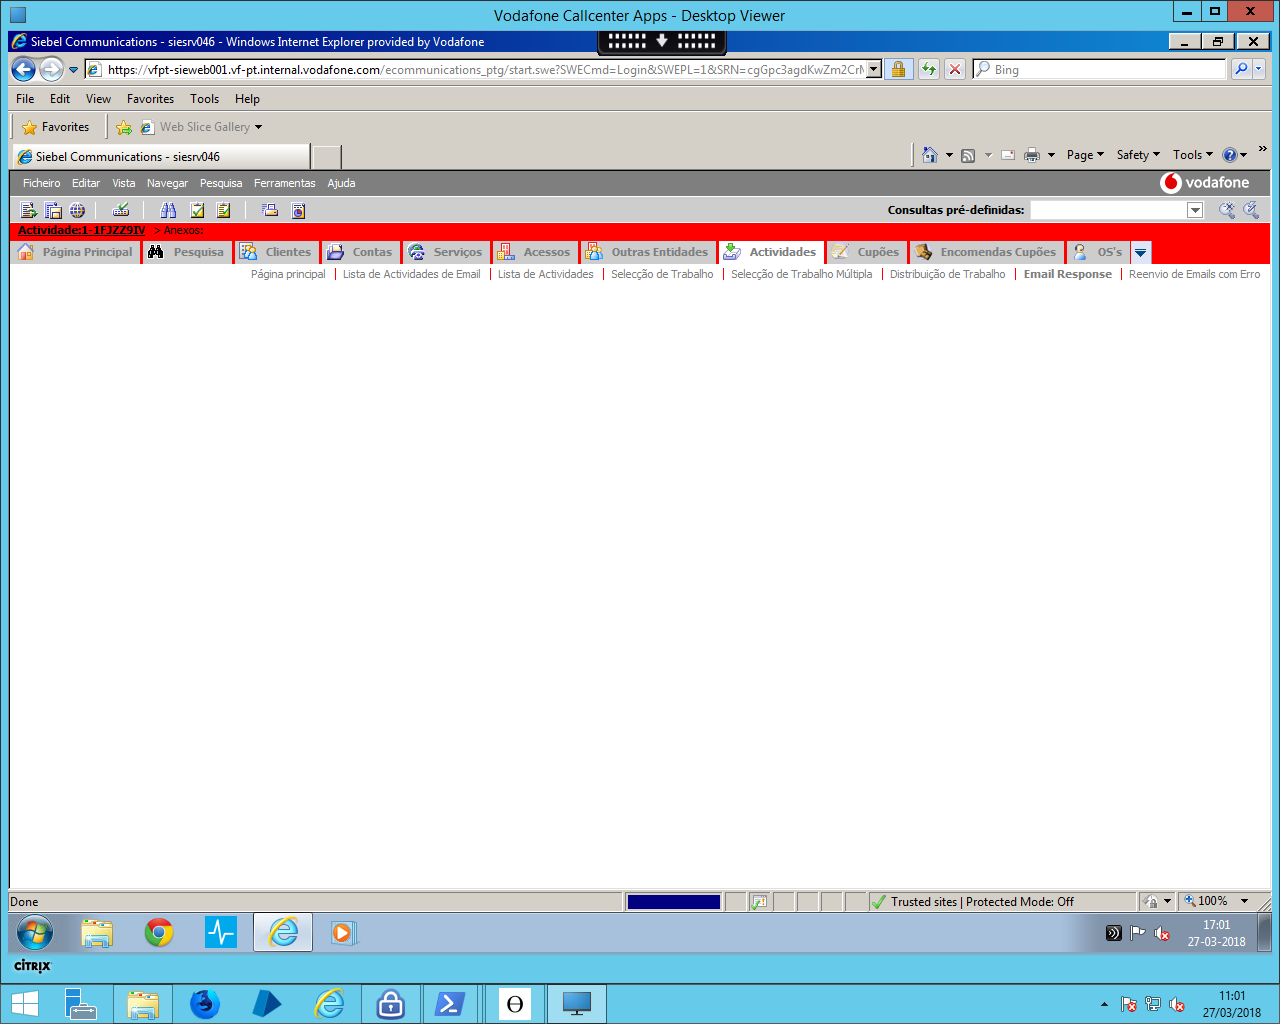 Vodafone Callcenter Apps - Desktop Viewer
Siebel Communications - siesrv046 - Windows Internet Explorer provided by Vodafone
https://vfpt-sieweb001.vf-pt.internal.vodafone.com/ecommunications_ptg/start.swe?SWECmd=Login&SWEPL=1&SRN=cgGpc3agdKwZm2CrM
Bing
File Edit View Favorites Tools Help
Favorites Web Slice Gallery
Siebel Communications - siesrv046
Page Safety Tools »
Ficheiro Editar Vista Navegar Pesquisa Ferramentas Ajuda
vodafone
Consultas pré-definidas:
Actividade:1-1FJZZ9IV > Anexos:
Página Principal Pesquisa Clientes Contas Serviços Acessos Outras Entidades Actividades Cupões Encomendas Cupões OS's
Página principal | Lista de Actividades de Email | Lista de Actividades | Selecção de Trabalho | Selecção de Trabalho Múltipla | Distribuição de Trabalho | Email Response | Reenvio de Emails com Erro
Done
Trusted sites | Protected Mode: Off
100%
17:01
27-03-2018
CITRIX
11:01
27/03/2018